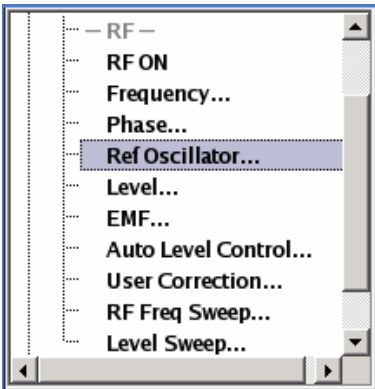 — RF —
RF ON
Frequency...
Phase...
Ref Oscillator...
Level...
EMF...
Auto Level Control...
User Correction...
RF Freq Sweep...
Level Sweep...